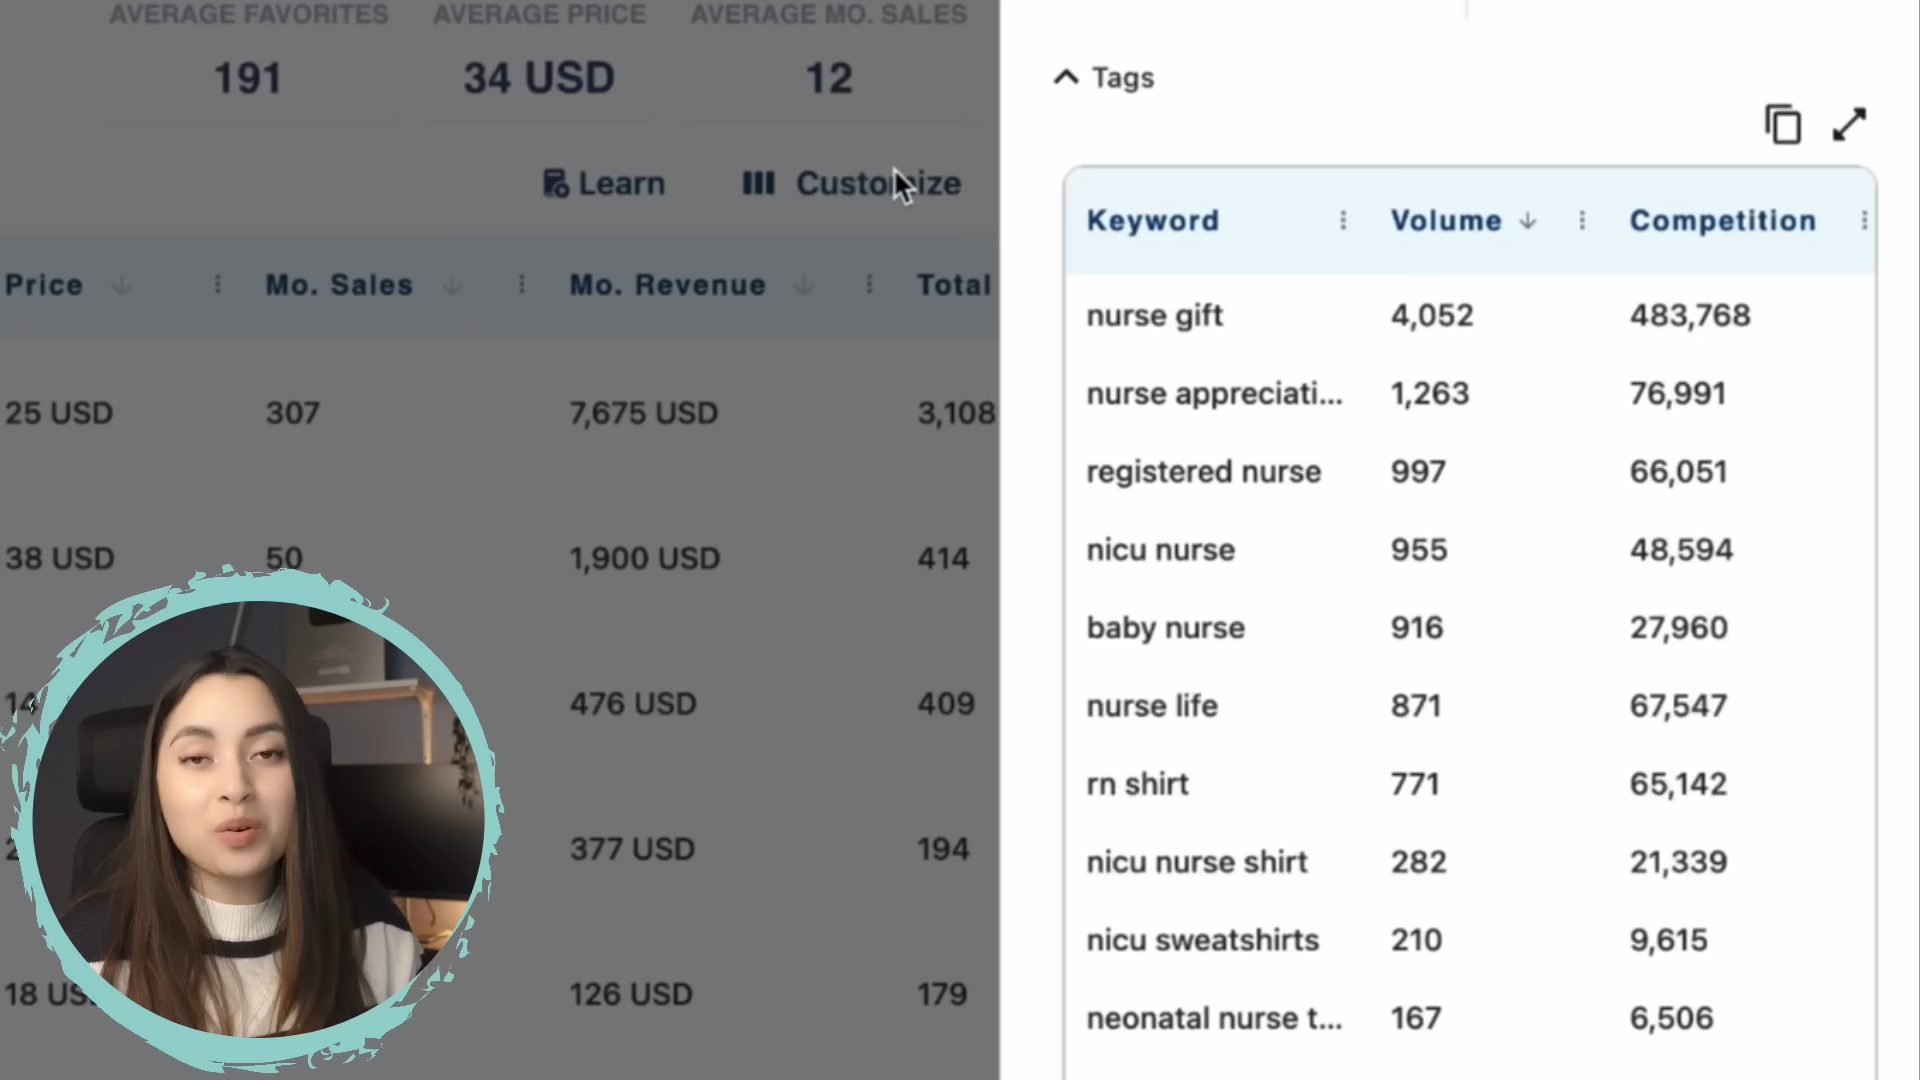 AVERAGE FAVORITES AVERAGE PRICE AVERAGE MO. SALES
191 34 USD 12
Learn Customize
Price Mo. Sales Mo. Revenue Total
25 USD 307 7,675 USD 3,108
38 USD 50 1,900 USD 414
14 476 USD 409
2 377 USD 194
18 US 126 USD 179
Tags
Keyword Volume Competition
nurse gift 4,052 483,768
nurse appreciati... 1,263 76,991
registered nurse 997 66,051
nicu nurse 955 48,594
baby nurse 916 27,960
nurse life 871 67,547
rn shirt 771 65,142
nicu nurse shirt 282 21,339
nicu sweatshirts 210 9,615
neonatal nurse t... 167 6,506